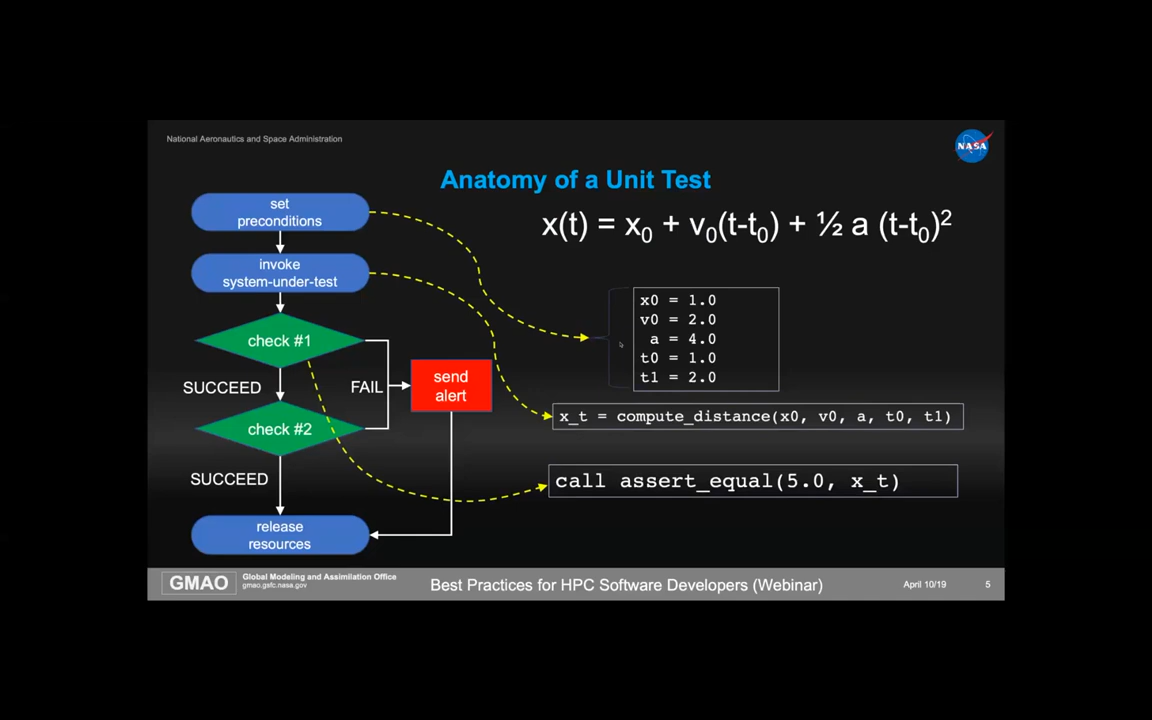 National Aeronautics and Space Administration
NASA
Anatomy of a Unit Test
set
preconditions
invoke
system-under-test
check #1
SUCCEED
FAIL
send
alert
check #2
SUCCEED
release
resources
x(t) = x₀ + v₀(t-t₀) + ½ a (t-t₀)²
x0 = 1.0
v0 = 2.0
a = 4.0
t0 = 1.0
t1 = 2.0
x_t = compute_distance(x0, v0, a, t0, t1)
call assert_equal(5.0, x_t)
GMAO
Global Modeling and Assimilation Office
gmao.gsfc.nasa.gov
Best Practices for HPC Software Developers (Webinar)
April 10/19
5